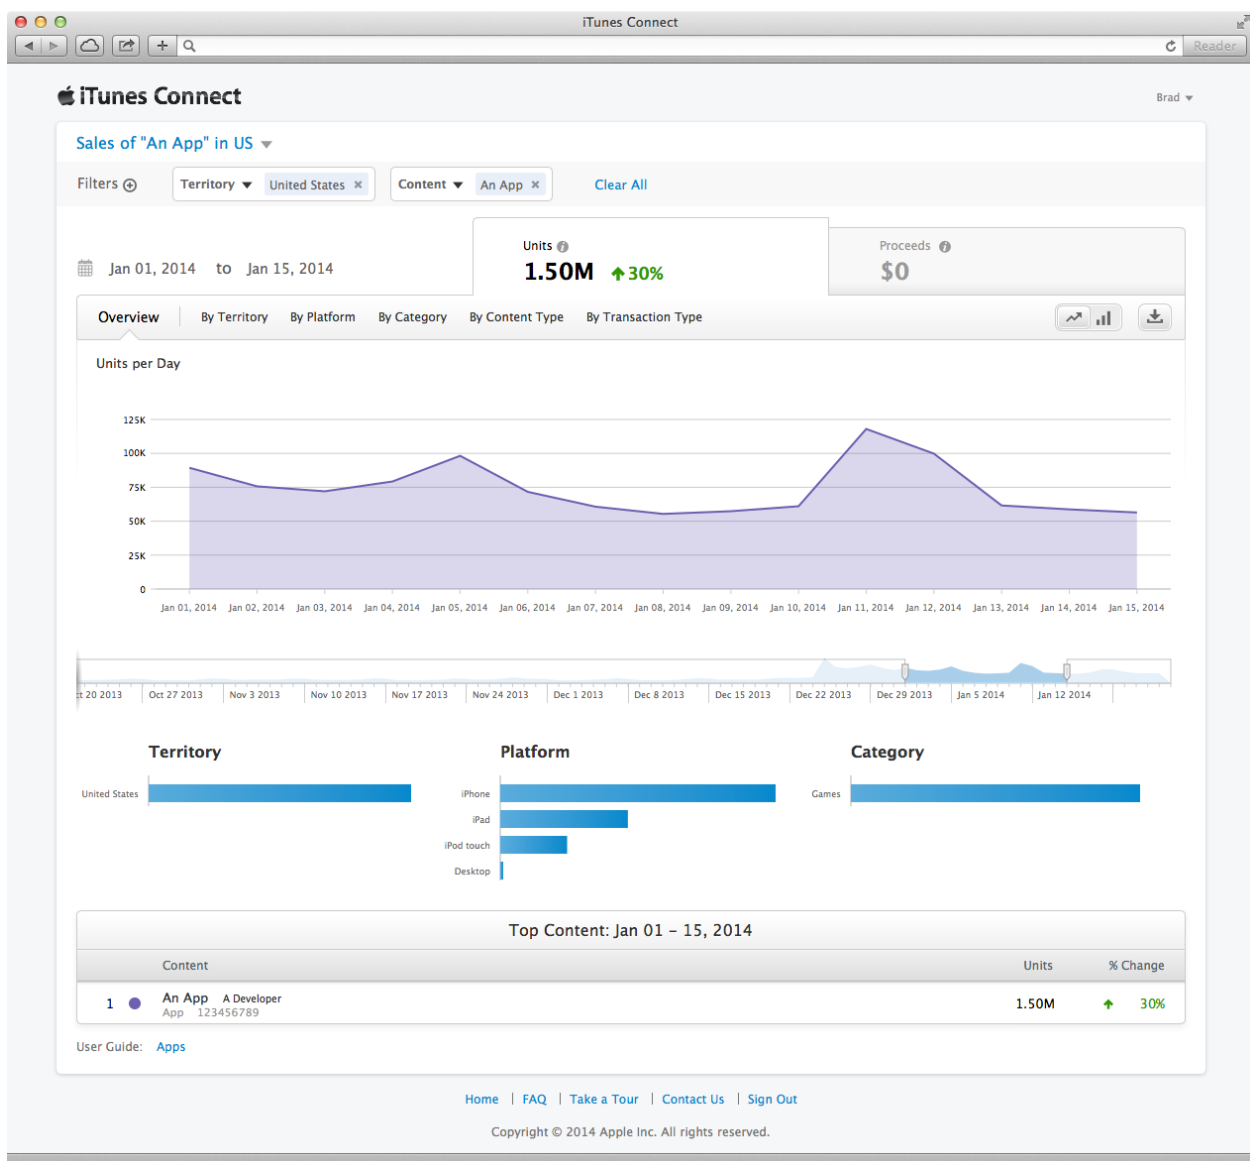 iTunes Connect
Reader
iTunes Connect
Brad
Sales of "An App" in US
Filters
Territory United States ×
Content An App ×
Clear All
Jan 01, 2014 to Jan 15, 2014
Units
1.50M 30%
Proceeds
$0
Overview By Territory By Platform By Category By Content Type By Transaction Type
Units per Day
125K
100K
75K
50K
25K
0
Jan 01, 2014 Jan 02, 2014 Jan 03, 2014 Jan 04, 2014 Jan 05, 2014 Jan 06, 2014 Jan 07, 2014 Jan 08, 2014 Jan 09, 2014 Jan 10, 2014 Jan 11, 2014 Jan 12, 2014 Jan 13, 2014 Jan 14, 2014 Jan 15, 2014
ct 20 2013 Oct 27 2013 Nov 3 2013 Nov 10 2013 Nov 17 2013 Nov 24 2013 Dec 1 2013 Dec 8 2013 Dec 15 2013 Dec 22 2013 Dec 29 2013 Jan 5 2014 Jan 12 2014
Territory
United States
Platform
iPhone
iPad
iPod touch
Desktop
Category
Games
Top Content: Jan 01 – 15, 2014
Content Units % Change
1 An App A Developer 1.50M 30%
App 123456789
User Guide: Apps
Home | FAQ | Take a Tour | Contact Us | Sign Out
Copyright © 2014 Apple Inc. All rights reserved.